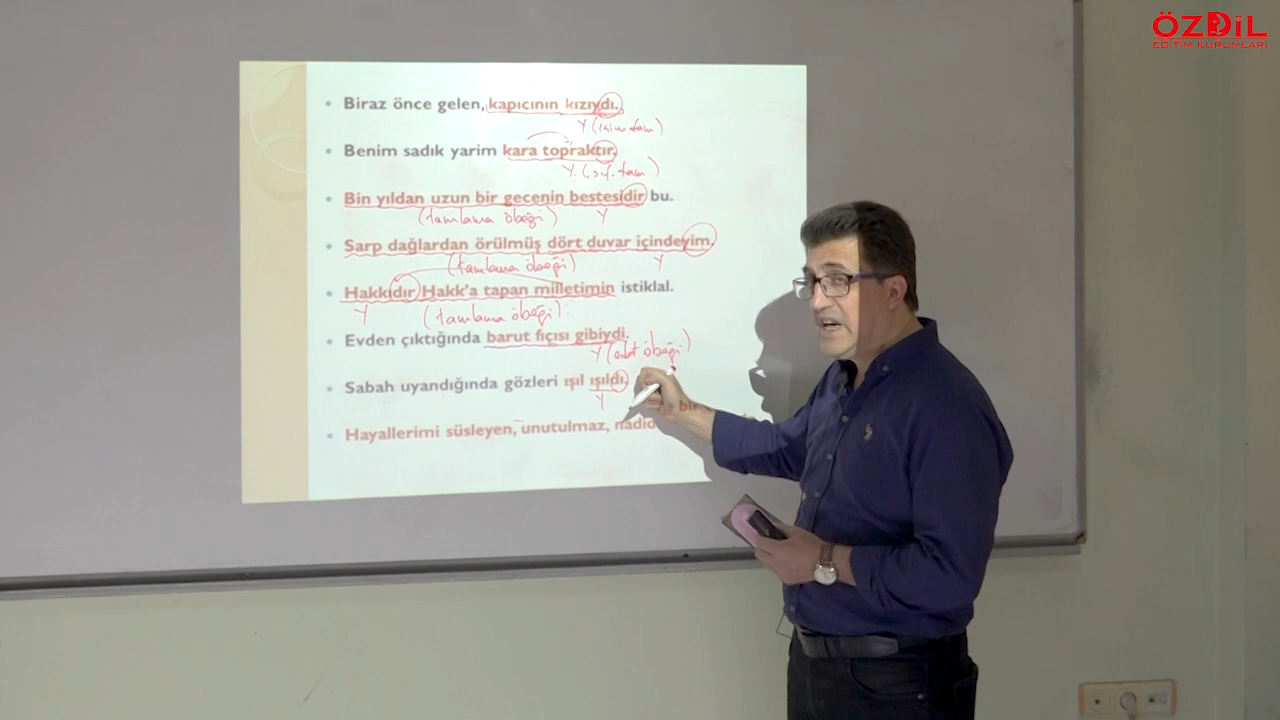 ÖZDİL
EĞİTİM KURUMLARI
• Biraz önce gelen, kapıcının kızıydı.
Y (isim tam)
• Benim sadık yarim kara topraktır.
Y. (sıf. tam)
• Bin yıldan uzun bir gecenin bestesidir bu.
(tamlama öbeği) Y
• Sarp dağlardan örülmüş dört duvar içindeyim.
(tamlama öbeği) Y
• Hakkıdır Hakk'a tapan milletimin istiklal.
Y (tamlama öbeği)
• Evden çıktığında barut fıçısı gibiydi.
Y (edat öbeği)
• Sabah uyandığında gözleri ışıl ışıldı.
Y
bir
• Hayallerimi süsleyen, unutulmaz,